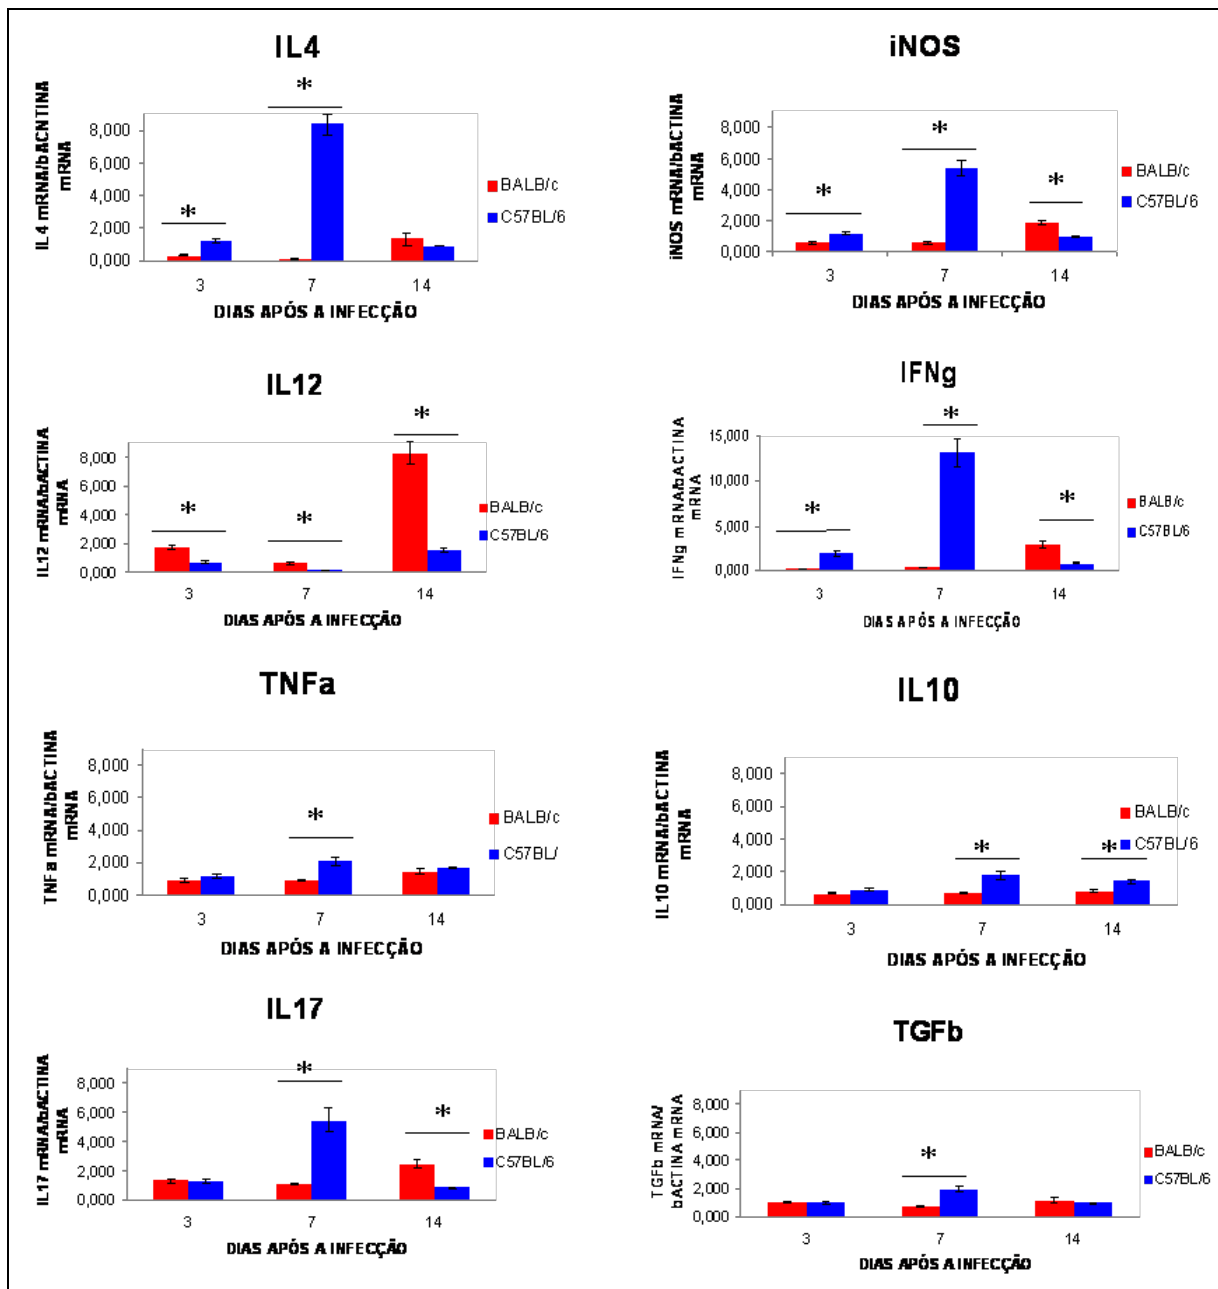 IL4
*
*
IL4 mRNA/bACNTINA
mRNA
8,000
6,000
4,000
2,000
0,000
BALB/c
C57BL/6
3 7 14
DIAS APÓS A INFECÇÃO
iNOS
*
*
*
iNOS mRNA/bACTINA
mRNA
8,000
6,000
4,000
2,000
0,000
BALB/c
C57BL/6
3 7 14
DIAS APÓS A INFECÇÃO
IL12
*
*
*
IL12 mRNA/bACTINA
mRNA
8,000
6,000
4,000
2,000
0,000
BALB/c
C57BL/6
3 7 14
DIAS APÓS A INFECÇÃO
IFNg
*
*
*
IFNg mRNA/bACTINA
mRNA
15,000
10,000
5,000
0,000
BALB/c
C57BL/6
3 7 14
DIAS APÓS A INFECÇÃO
TNFa
*
TNFa mRNA/bACTINA
mRNA
8,000
6,000
4,000
2,000
0,000
BALB/c
C57BL/
3 7 14
DIAS APÓS A INFECÇÃO
IL10
*
*
IL10 mRNA/bACTINA
mRNA
8,000
6,000
4,000
2,000
0,000
BALB/c
C57BL/6
3 7 14
DIAS APÓS A INFECÇÃO
IL17
*
*
IL17 mRNA/bACTINA
mRNA
8,000
6,000
4,000
2,000
0,000
BALB/c
C57BL/6
3 7 14
DIAS APÓS A INFECÇÃO
TGFb
*
TGFb mRNA/
bACTINA mRNA
8,000
6,000
4,000
2,000
0,000
BALB/c
C57BL/6
3 7 14
DIAS APÓS A INFECÇÃO